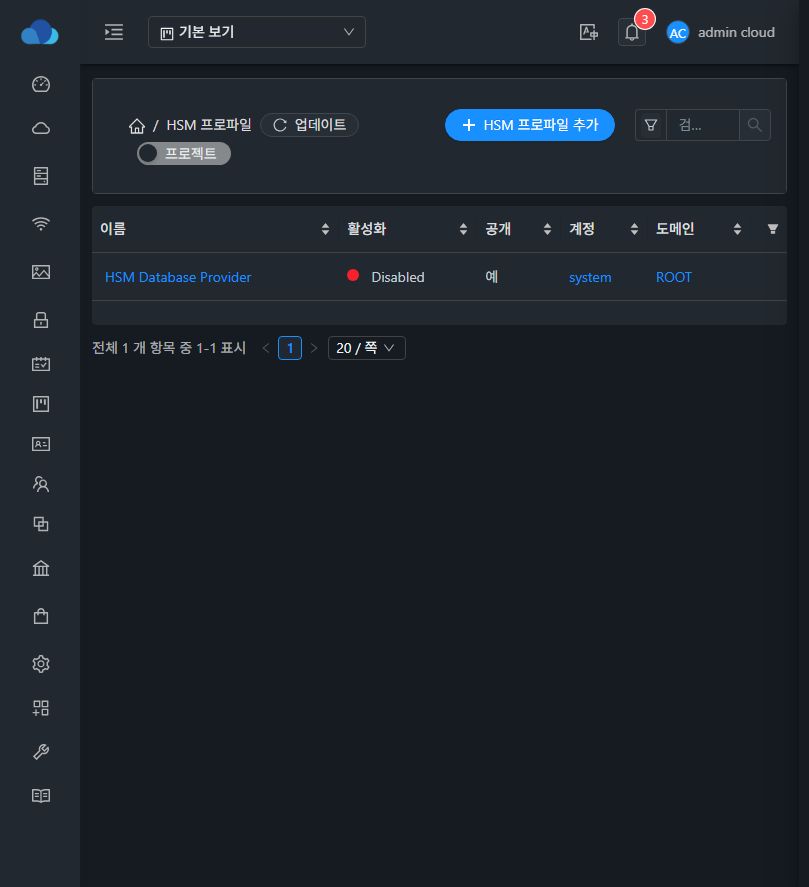 기본 보기
3
AC admin cloud
/ HSM 프로파일 업데이트
HSM 프로파일 추가
검...
프로젝트
이름 활성화 공개 계정 도메인
HSM Database Provider Disabled 예 system ROOT
전체 1 개 항목 중 1-1 표시 < 1 > 20 / 쪽